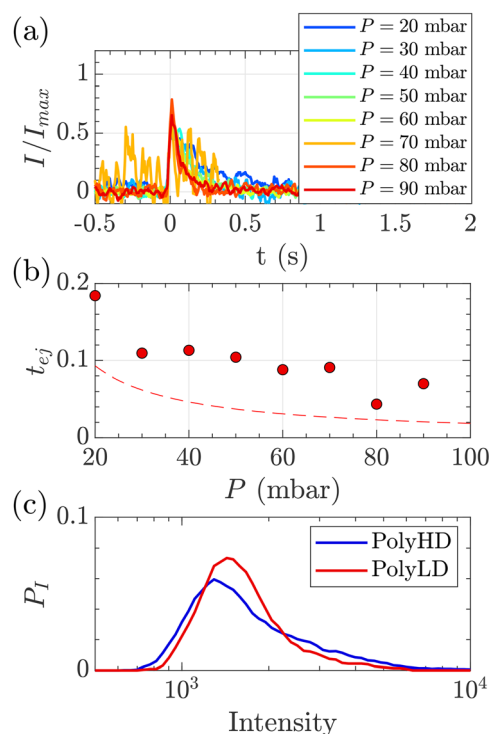 (a)
P = 20 mbar
P = 30 mbar
P = 40 mbar
P = 50 mbar
P = 60 mbar
P = 70 mbar
P = 80 mbar
P = 90 mbar
I/I_max
1
0.5
0
-0.5 0 0.5 1 1.5 2
t (s)
(b)
t_ej
0.2
0.1
0
20 40 60 80 100
P (mbar)
(c)
P_I
0.1
0
PolyHD
PolyLD
10^3 10^4
Intensity